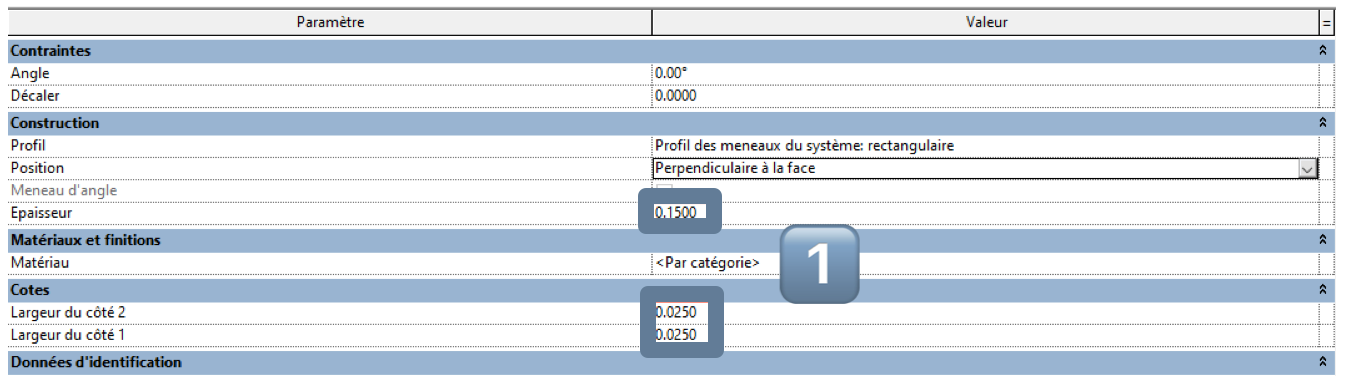 Paramètre Valeur =
Contraintes
Angle 0.00°
Décaler 0.0000
Construction
Profil Profil des meneaux du système: rectangulaire
Position Perpendiculaire à la face
Meneau d'angle
Epaisseur 0.1500
Matériaux et finitions
1
Matériau <Par catégorie>
Cotes
Largeur du côté 2 0.0250
Largeur du côté 1 0.0250
Données d'identification